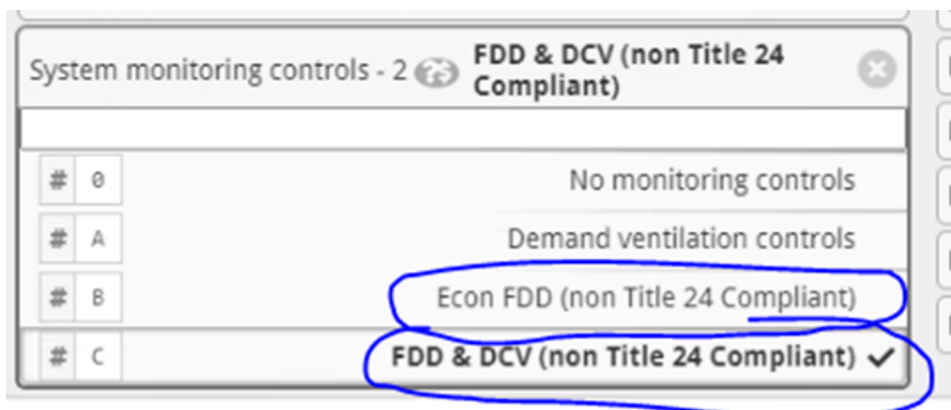 System monitoring controls - 2 ?s FDD & DCV (non Title 24
Compliant)
# 0 No monitoring controls
# A Demand ventilation controls
# B Econ FDD (non Title 24 Compliant)
# C FDD & DCV (non Title 24 Compliant)